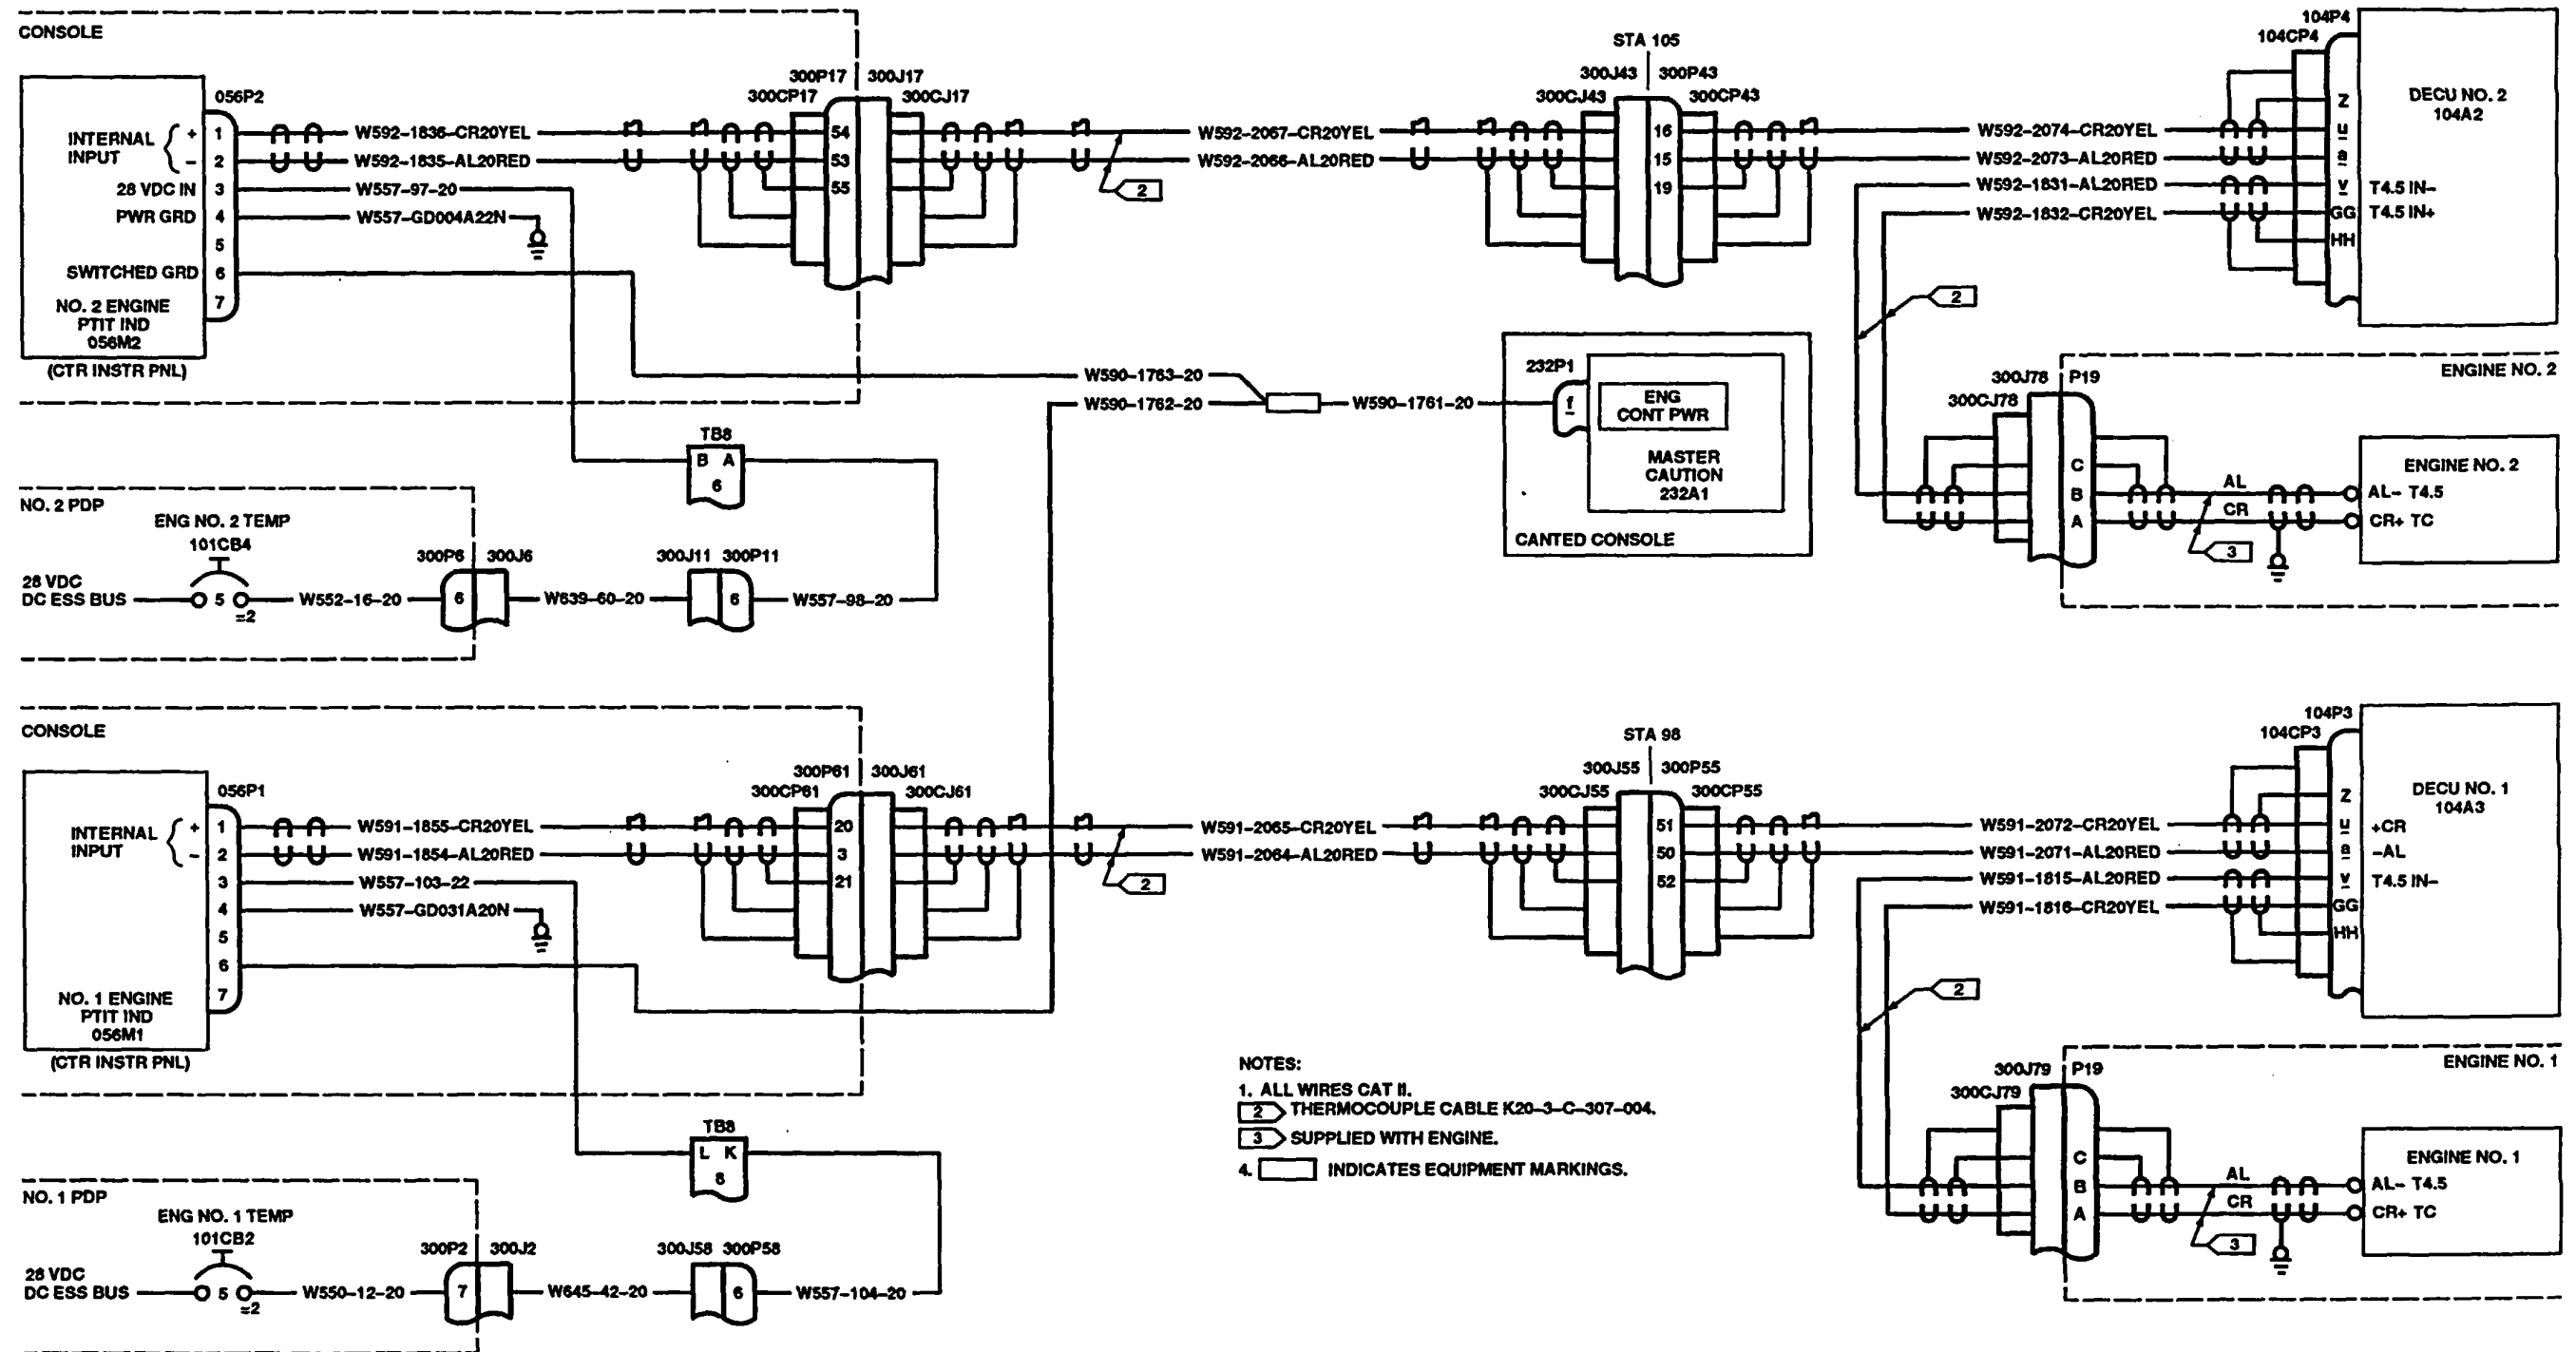 CONSOLE
056P2
INTERNAL INPUT
+ 1
− 2
28 VDC IN 3
PWR GRD 4
5
SWITCHED GRD 6
7
NO. 2 ENGINE
PTIT IND
056M2
(CTR INSTR PNL)
W592-1836-CR20YEL
W592-1835-AL20RED
W557-97-20
W557-GD004A22N
300P17 300J17
300CP17 300CJ17
54
53
55
2
W592-2067-CR20YEL
W592-2066-AL20RED
STA 105
300J43 300P43
300CJ43 300CP43
16
15
19
W592-2074-CR20YEL
W592-2073-AL20RED
W592-1831-AL20RED
W592-1832-CR20YEL
104P4
104CP4
Z
u
a
v T4.5 IN-
GG T4.5 IN+
HH
DECU NO. 2
104A2
2
W590-1763-20
W590-1762-20
W590-1761-20
232P1
f
ENG
CONT PWR
MASTER
CAUTION
232A1
CANTED CONSOLE
ENGINE NO. 2
300J78 P19
300CJ78
C
B
A
AL
CR
3
ENGINE NO. 2
AL- T4.5
CR+ TC
TB8
B A
6
NO. 2 PDP
ENG NO. 2 TEMP
101CB4
28 VDC
DC ESS BUS
5
=2
W552-16-20
300P6 300J6
6
W639-60-20
300J11 300P11
6
W557-98-20
CONSOLE
056P1
INTERNAL INPUT
+ 1
− 2
3
4
5
6
7
NO. 1 ENGINE
PTIT IND
056M1
(CTR INSTR PNL)
W591-1855-CR20YEL
W591-1854-AL20RED
W557-103-22
W557-GD031A20N
300P61 300J61
300CP61 300CJ61
20
3
21
2
W591-2065-CR20YEL
W591-2064-AL20RED
STA 98
300J55 300P55
300CJ55 300CP55
51
50
52
W591-2072-CR20YEL
W591-2071-AL20RED
W591-1815-AL20RED
W591-1816-CR20YEL
104P3
104CP3
Z
u +CR
a -AL
v T4.5 IN-
GG
HH
DECU NO. 1
104A3
2
ENGINE NO. 1
300J79 P19
300CJ79
C
B
A
AL
CR
3
ENGINE NO. 1
AL- T4.5
CR+ TC
TB8
L K
8
NO. 1 PDP
ENG NO. 1 TEMP
101CB2
28 VDC
DC ESS BUS
5
=2
W550-12-20
300P2 300J2
7
W645-42-20
300J58 300P58
6
W557-104-20
NOTES:
1. ALL WIRES CAT II.
2 THERMOCOUPLE CABLE K20-3-C-307-004.
3 SUPPLIED WITH ENGINE.
4. INDICATES EQUIPMENT MARKINGS.